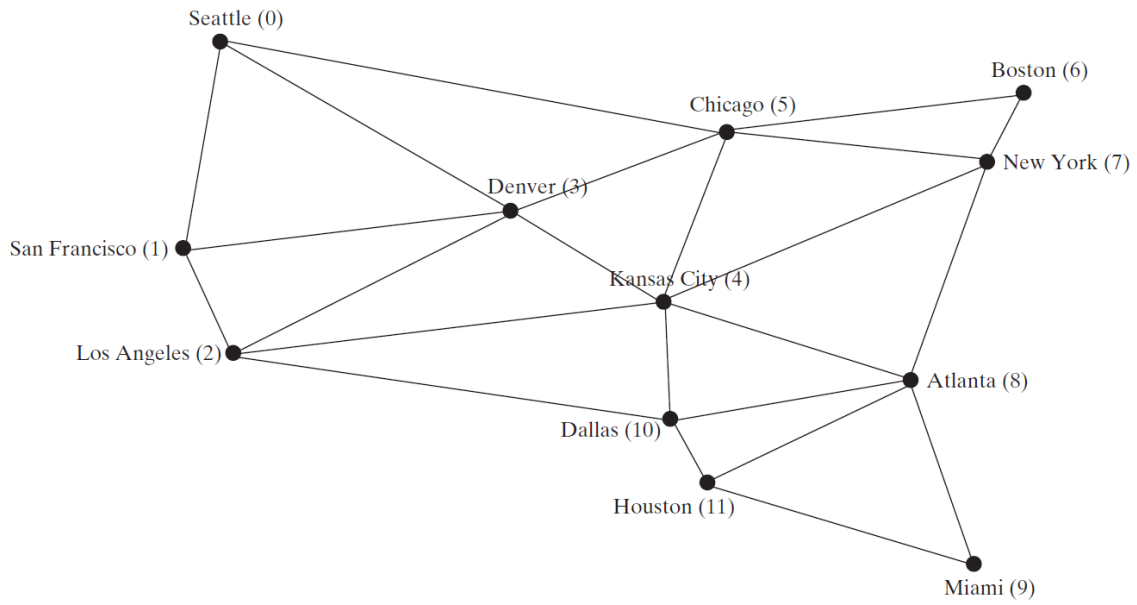 Seattle (0)
Boston (6)
Chicago (5)
New York (7)
Denver (3)
San Francisco (1)
Kansas City (4)
Los Angeles (2)
Atlanta (8)
Dallas (10)
Houston (11)
Miami (9)